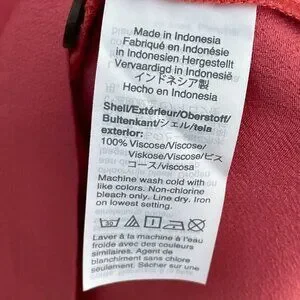 Made in Indonesia
Fabriqué en Indonésie
in Indonesien Hergestellt
Vervaardigd in Indonesië
インドネシア製
Hecho en Indonesia
Shell/Extérieur/Oberstoff/
Buitenkant/シェル/tela
exterior:
100% Viscose/Viscose/
Viskose/Viscose/ビス
コース/viscosa
Machine wash cold with
like colors. Non-chlorine
bleach only. Line dry. Iron
on lowest setting.
Laver à la machine à l'eau
froide avec des couleurs
similaires. Agent de
blanchiment sans chlore
seulement. Sécher sur une